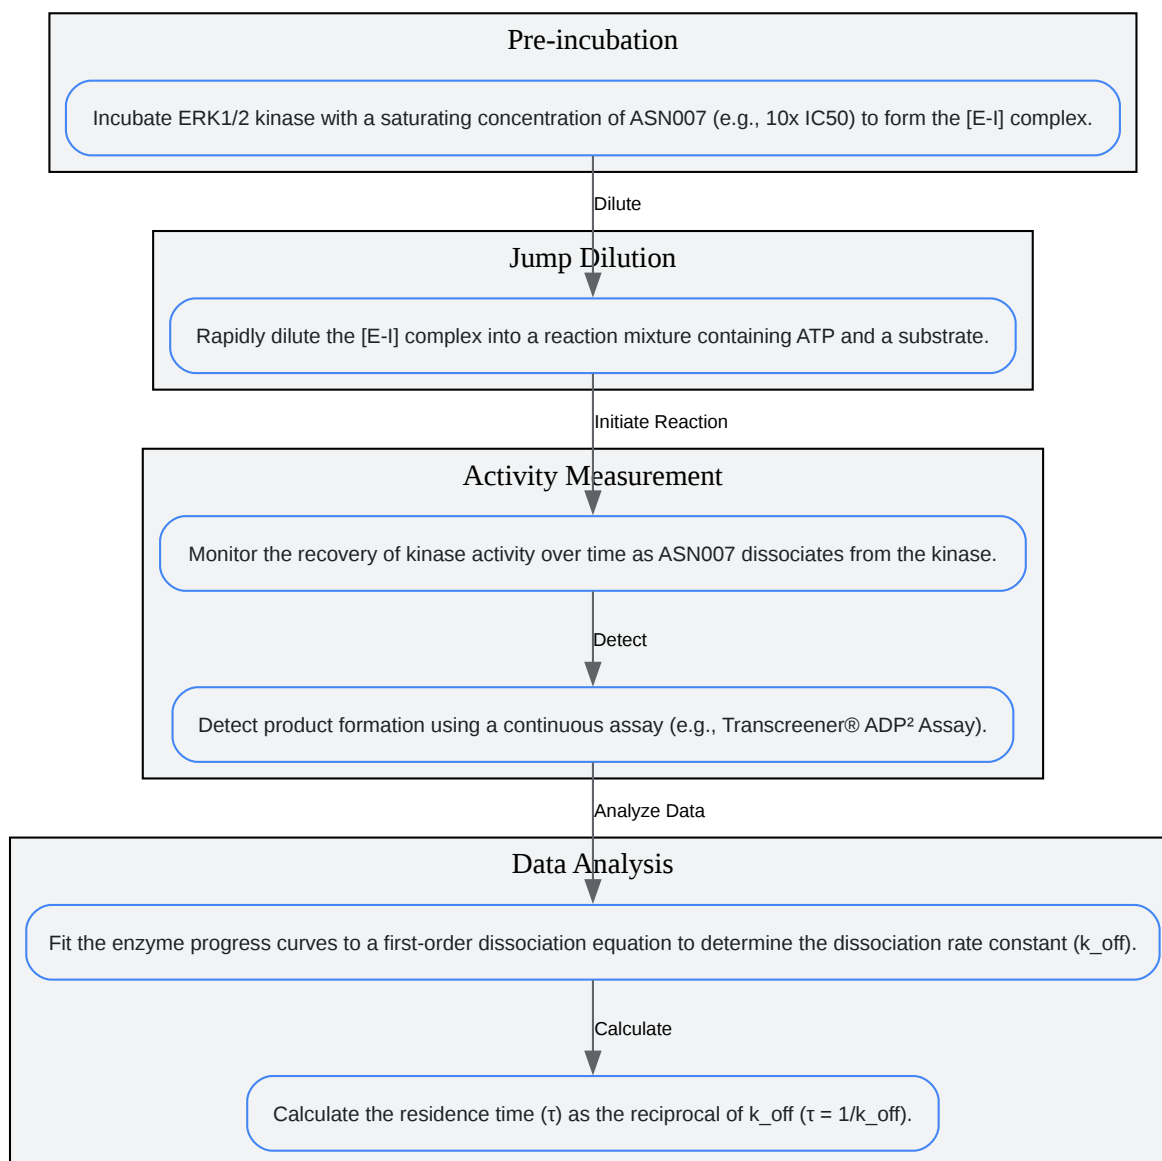 Pre-incubation
Incubate ERK1/2 kinase with a saturating concentration of ASN007 (e.g., 10x IC50) to form the [E-I] complex.
Dilute
Jump Dilution
Rapidly dilute the [E-I] complex into a reaction mixture containing ATP and a substrate.
Initiate Reaction
Activity Measurement
Monitor the recovery of kinase activity over time as ASN007 dissociates from the kinase.
Detect
Detect product formation using a continuous assay (e.g., Transcreener® ADP² Assay).
Analyze Data
Data Analysis
Fit the enzyme progress curves to a first-order dissociation equation to determine the dissociation rate constant (k_off).
Calculate
Calculate the residence time (τ) as the reciprocal of k_off (τ = 1/k_off).